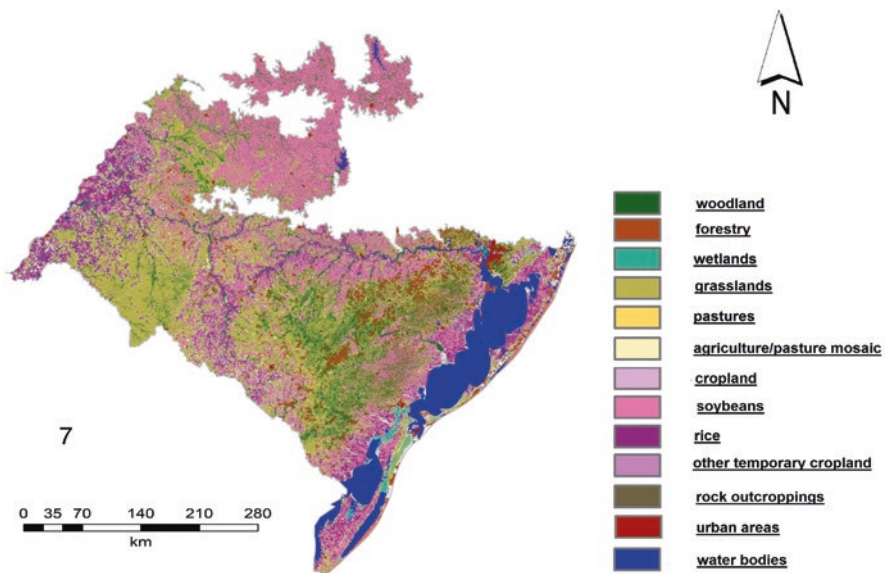 N
woodland
forestry
wetlands
grasslands
pastures
agriculture/pasture mosaic
cropland
soybeans
rice
other temporary cropland
rock outcroppings
urban areas
water bodies
7
0 35 70 140 210 280
km